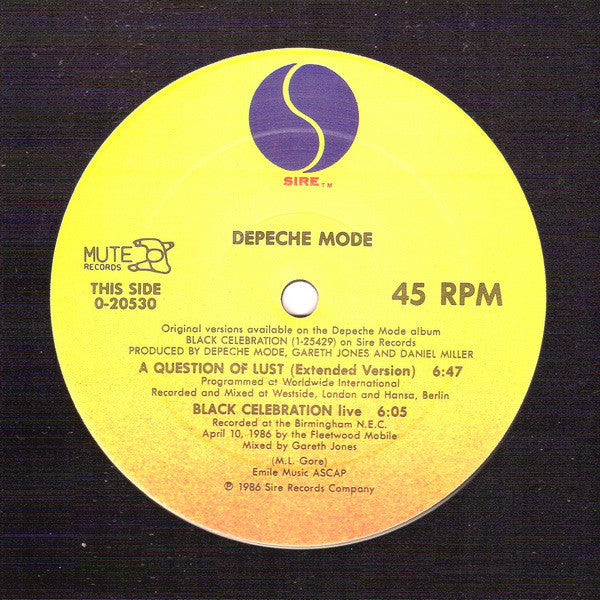 SIRE™
DEPECHE MODE
MUTE
RECORDS
THIS SIDE
0-20530
45 RPM
Original versions available on the Depeche Mode album
BLACK CELEBRATION (1-25429) on Sire Records
PRODUCED BY DEPECHE MODE, GARETH JONES AND DANIEL MILLER
A QUESTION OF LUST (Extended Version) 6:47
Programmed at Worldwide International
Recorded and Mixed at Westside, London and Hansa, Berlin
BLACK CELEBRATION live 6:05
Recorded at the Birmingham N.E.C.
April 10, 1986 by the Fleetwood Mobile
Mixed by Gareth Jones
(M.L. Gore)
Emile Music ASCAP
℗ 1986 Sire Records Company